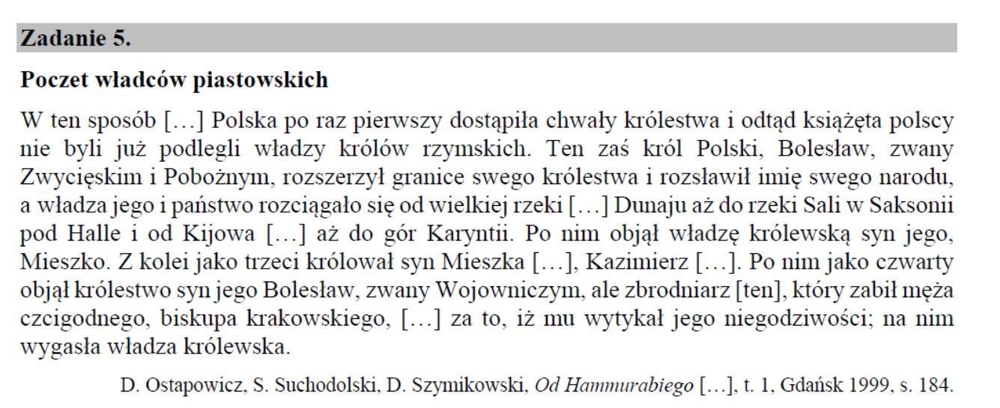 Zadanie 5.
Poczet władców piastowskich
W ten sposób […] Polska po raz pierwszy dostąpiła chwały królestwa i odtąd książęta polscy
nie byli już podlegli władzy królów rzymskich. Ten zaś król Polski, Bolesław, zwany
Zwycięskim i Pobożnym, rozszerzył granice swego królestwa i rozsławił imię swego narodu,
a władza jego i państwo rozciągało się od wielkiej rzeki […] Dunaju aż do rzeki Sali w Saksonii
pod Halle i od Kijowa […] aż do gór Karyntii. Po nim objął władzę królewską syn jego,
Mieszko. Z kolei jako trzeci królował syn Mieszka […], Kazimierz […]. Po nim jako czwarty
objął królestwo syn jego Bolesław, zwany Wojowniczym, ale zbrodniarz [ten], który zabił męża
czcigodnego, biskupa krakowskiego, […] za to, iż mu wytykał jego niegodziwości; na nim
wygasła władza królewska.
D. Ostapowicz, S. Suchodolski, D. Szymikowski, Od Hammurabiego […], t. 1, Gdańsk 1999, s. 184.